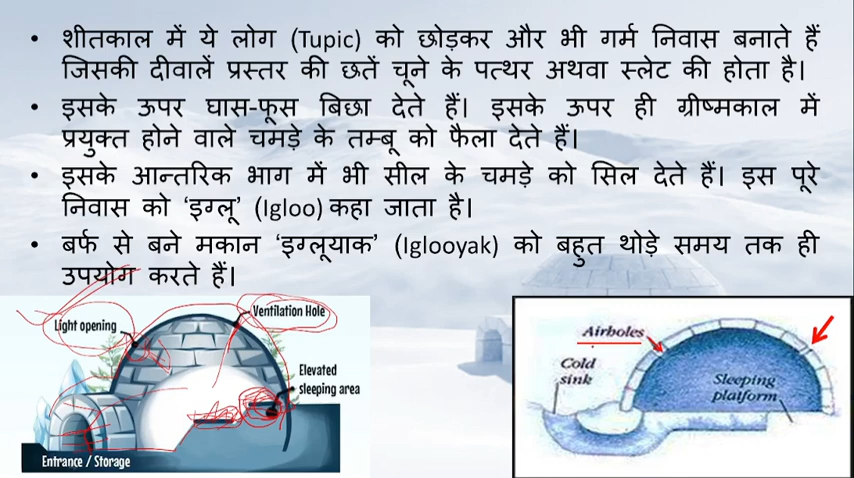 • शीतकाल में ये लोग (Tupic) को छोड़कर और भी गर्म निवास बनाते हैं
जिसकी दीवालें प्रस्तर की छतें चूने के पत्थर अथवा स्लेट की होता है।
• इसके ऊपर घास-फूस बिछा देते हैं। इसके ऊपर ही ग्रीष्मकाल में
प्रयुक्त होने वाले चमड़े के तम्बू को फैला देते हैं।
• इसके आन्तरिक भाग में भी सील के चमड़े को सिल देते हैं। इस पूरे
निवास को ‘इग्लू’ (Igloo) कहा जाता है।
• बर्फ से बने मकान ‘इग्लूयाक’ (Iglooyak) को बहुत थोड़े समय तक ही
उपयोग करते हैं।
Light opening
Ventilation Hole
Elevated
sleeping area
Entrance / Storage
Airholes
Cold
sink
Sleeping
platform